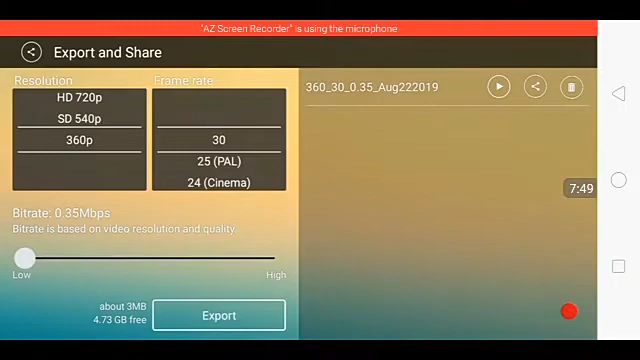 "AZ Screen Recorder" is using the microphone
Export and Share
Resolution
Frame rate
HD 720p
SD 540p
360p
30
25 (PAL)
24 (Cinema)
360_30_0.35_Aug222019
7:49
Bitrate: 0.35Mbps
Bitrate is based on video resolution and quality.
Low
High
about 3MB
4.73 GB free
Export